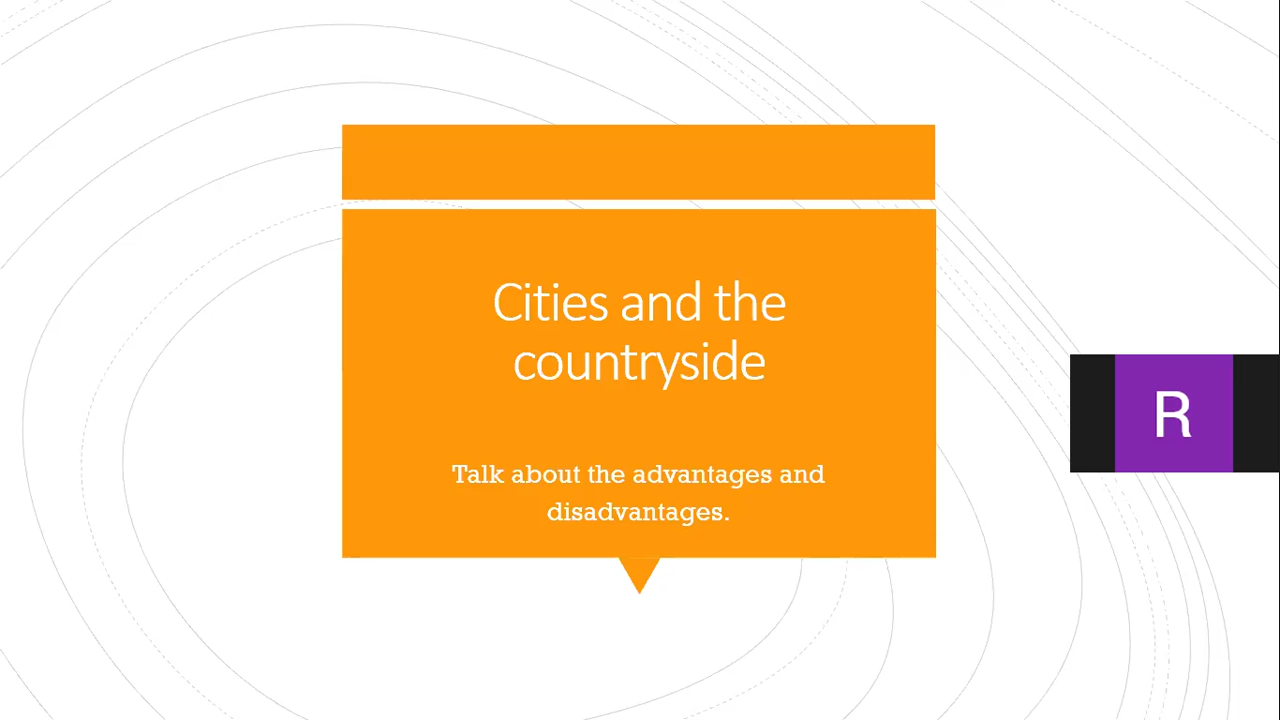 Cities and the
countryside
Talk about the advantages and
disadvantages.
R